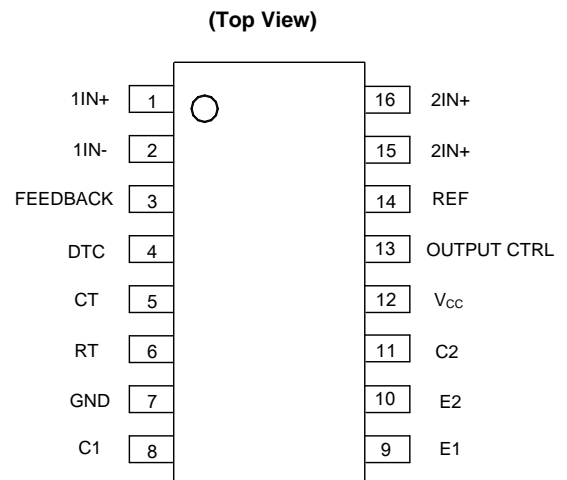 (Top View)
1IN+ 1 16 2IN+
1IN- 2 15 2IN+
FEEDBACK 3 14 REF
DTC 4 13 OUTPUT CTRL
CT 5 12 VCC
RT 6 11 C2
GND 7 10 E2
C1 8 9 E1